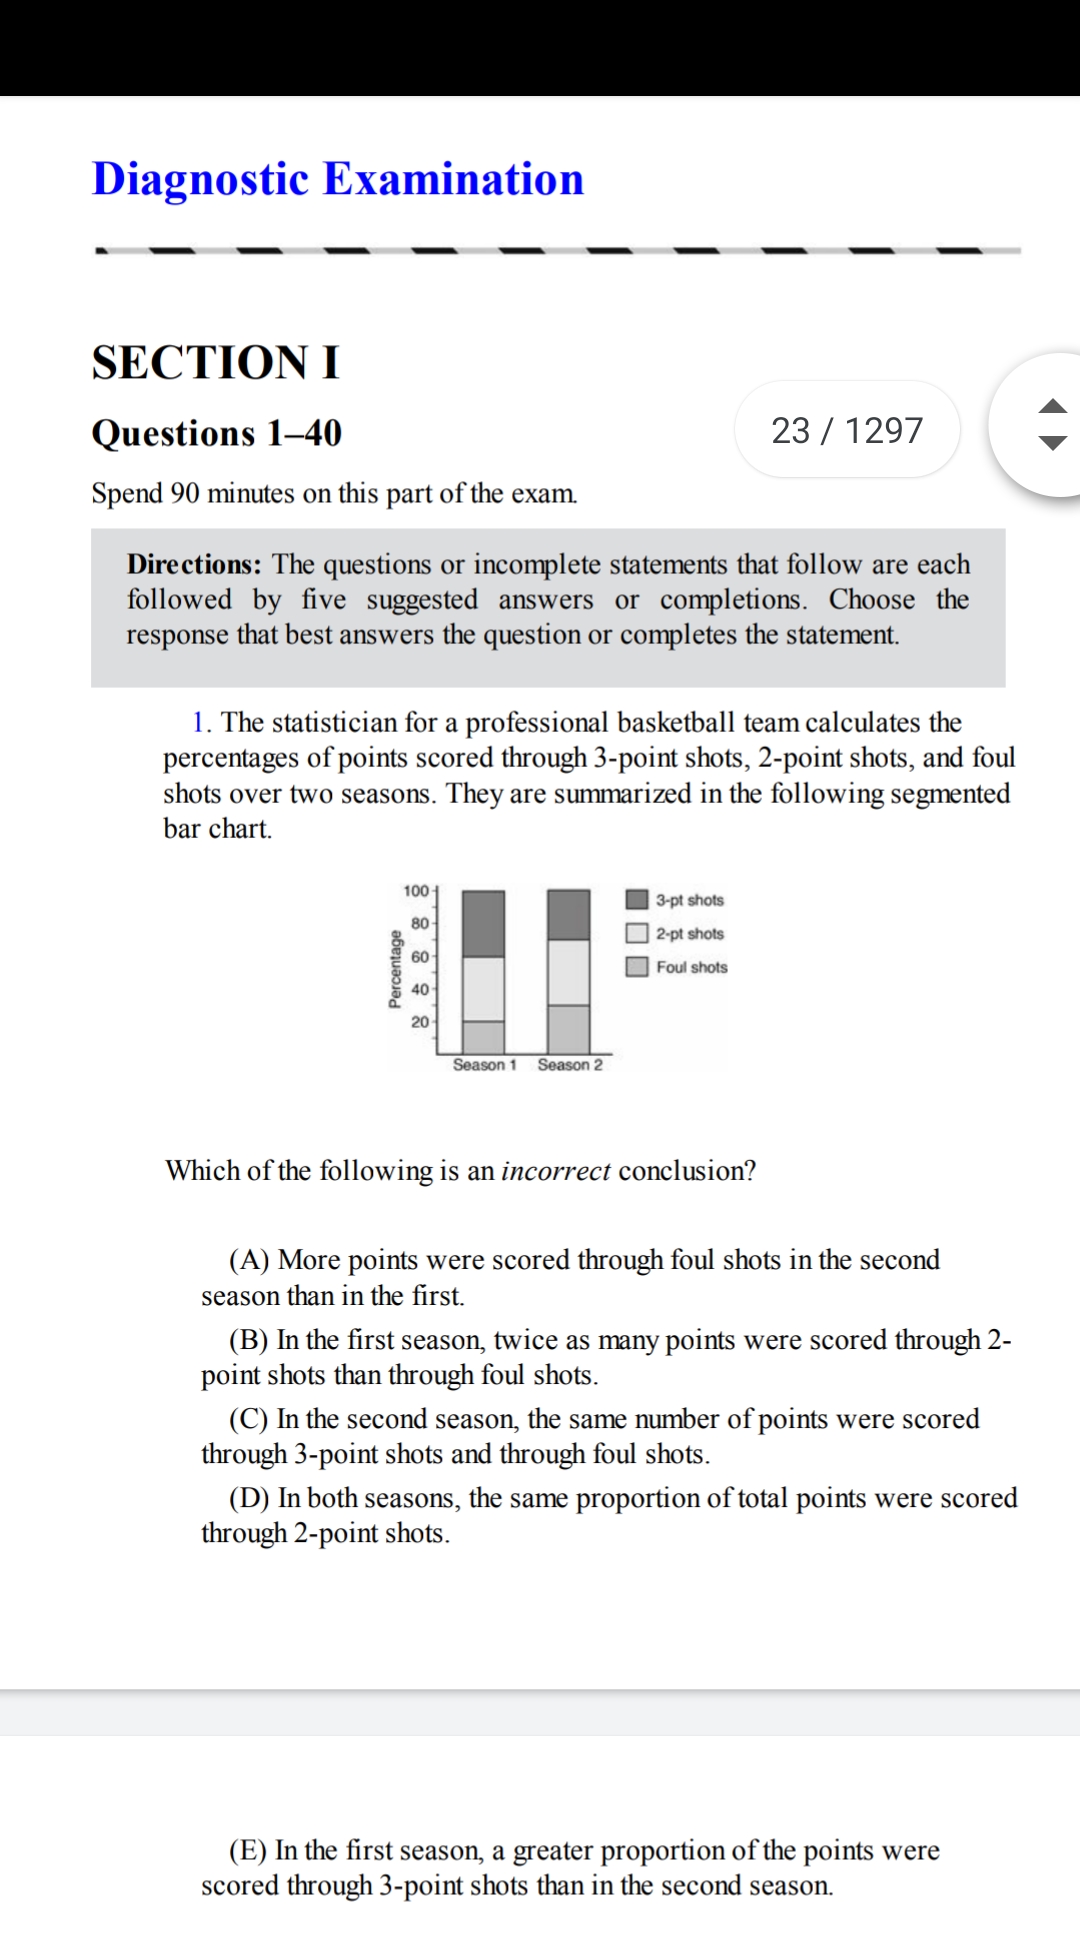 Diagnostic Examination
SECTION I
Questions 1–40
23 / 1297
Spend 90 minutes on this part of the exam.
Directions: The questions or incomplete statements that follow are each
followed by five suggested answers or completions. Choose the
response that best answers the question or completes the statement.
1. The statistician for a professional basketball team calculates the
percentages of points scored through 3-point shots, 2-point shots, and foul
shots over two seasons. They are summarized in the following segmented
bar chart.
Percentage
100
80
60
40
20
Season 1
Season 2
3-pt shots
2-pt shots
Foul shots
Which of the following is an incorrect conclusion?
(A) More points were scored through foul shots in the second
season than in the first.
(B) In the first season, twice as many points were scored through 2-
point shots than through foul shots.
(C) In the second season, the same number of points were scored
through 3-point shots and through foul shots.
(D) In both seasons, the same proportion of total points were scored
through 2-point shots.
(E) In the first season, a greater proportion of the points were
scored through 3-point shots than in the second season.